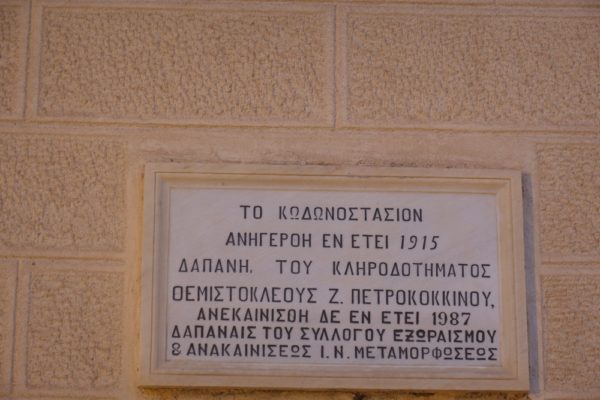 ΤΟ ΚΩΔΩΝΟΣΤΑΣΙΟΝ
ΑΝΗΓΕΡΘΗ ΕΝ ΕΤΕΙ 1915
ΔΑΠΑΝΗ, ΤΟΥ ΚΛΗΡΟΔΟΤΗΜΑΤΟΣ
ΘΕΜΙΣΤΟΚΛΕΟΥΣ Ζ. ΠΕΤΡΟΚΟΚΚΙΝΟΥ,
ΑΝΕΚΑΙΝΙΣΘΗ ΔΕ ΕΝ ΕΤΕΙ 1987
ΔΑΠΑΝΑΙΣ ΤΟΥ ΣΥΛΛΟΓΟΥ ΕΞΩΡΑΙΣΜΟΥ
& ΑΝΑΚΑΙΝΙΣΕΩΣ Ι. Ν. ΜΕΤΑΜΟΡΦΩΣΕΩΣ